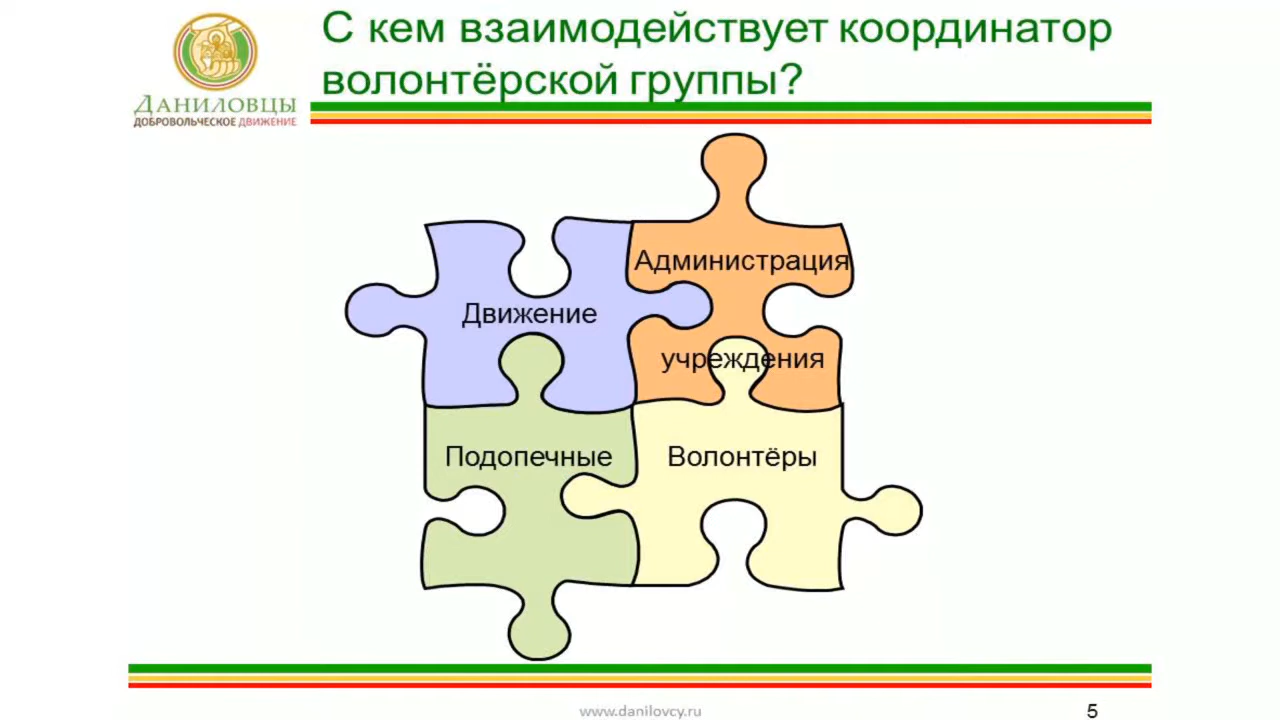 С кем взаимодействует координатор
волонтёрской группы?
ДАНИЛОВЦЫ
ДОБРОВОЛЬЧЕСКОЕ ДВИЖЕНИЕ
Администрация
Движение
учреждения
Подопечные
Волонтёры
www.danilovcy.ru
5